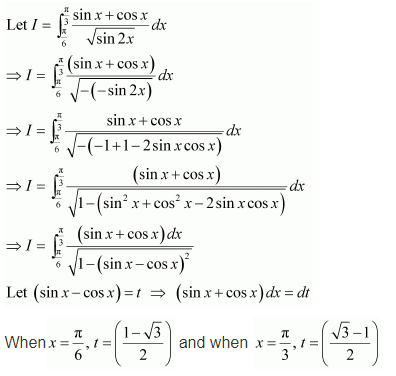 Let I = ∫_{π/6}^{π/3} (sin x + cos x)/√(sin 2x) dx
⇒ I = ∫_{π/6}^{π/3} (sin x + cos x)/√(−(−sin 2x)) dx
⇒ I = ∫_{π/6}^{π/3} (sin x + cos x)/√(−(−1+1−2 sin x cos x)) dx
⇒ I = ∫_{π/6}^{π/3} (sin x + cos x)/√(1−(sin² x + cos² x − 2 sin x cos x)) dx
⇒ I = ∫_{π/6}^{π/3} (sin x + cos x) dx/√(1−(sin x − cos x)²)
Let (sin x − cos x) = t ⇒ (sin x + cos x) dx = dt
When x = π/6, t = ((1−√3)/2) and when x = π/3, t = ((√3−1)/2)